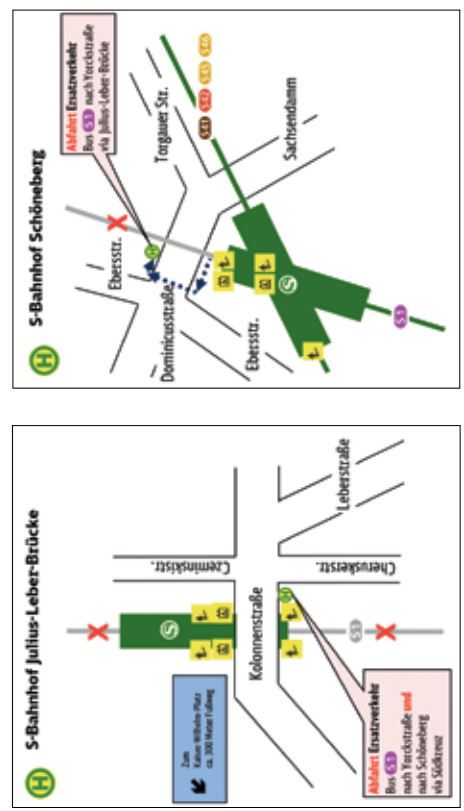 H S-Bahnhof Schöneberg
Abfahrt Ersatzverkehr
Bus S1 nach Yorckstraße
via Julius-Leber-Brücke
Torgauer Str.
S41 S42 S45 S46
Sachsendamm
Ebersstr.
H
Dominicusstraße
Ebersstr.
S
S1
H S-Bahnhof Julius-Leber-Brücke
Czeminskistr.
Leberstraße
S
Zum
Kaiser-Wilhelm-Platz
ca. 300 Meter Fußweg
Kolonnenstraße
Cheruskerstr.
H
S1
Abfahrt Ersatzverkehr
Bus S1
nach Yorckstraße und
nach Schöneberg
via Südkreuz